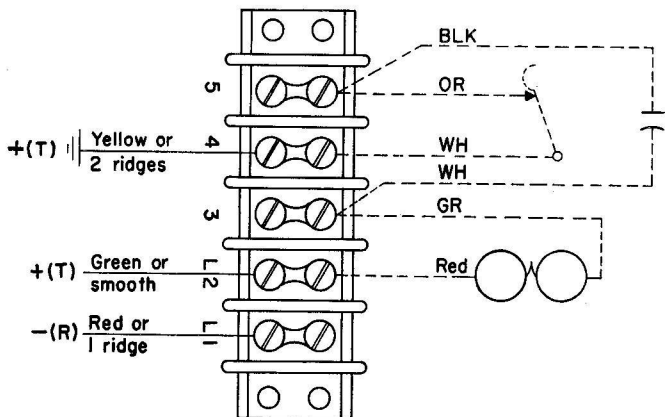 BLK
5
OR
+(T)
Yellow or
2 ridges
4
WH
WH
3
GR
+(T)
Green or
smooth
L2
Red
-(R)
Red or
1 ridge
L1